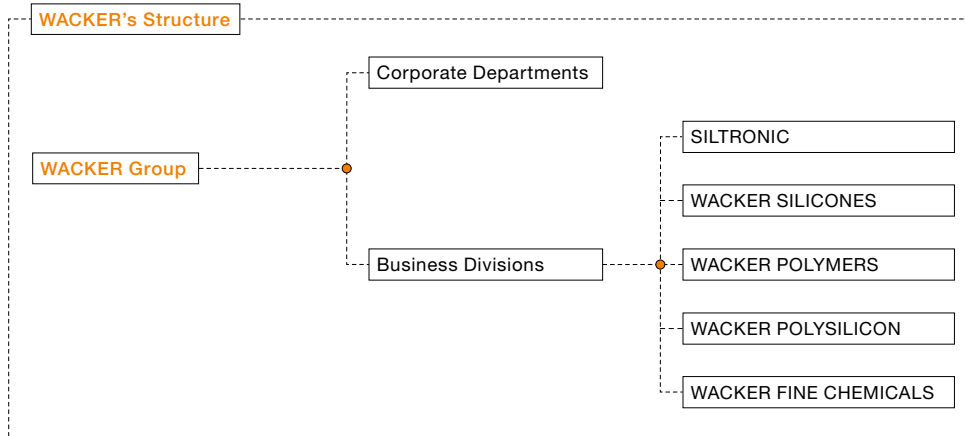 WACKER's Structure
Corporate Departments
WACKER Group
SILTRONIC
WACKER SILICONES
Business Divisions
WACKER POLYMERS
WACKER POLYSILICON
WACKER FINE CHEMICALS